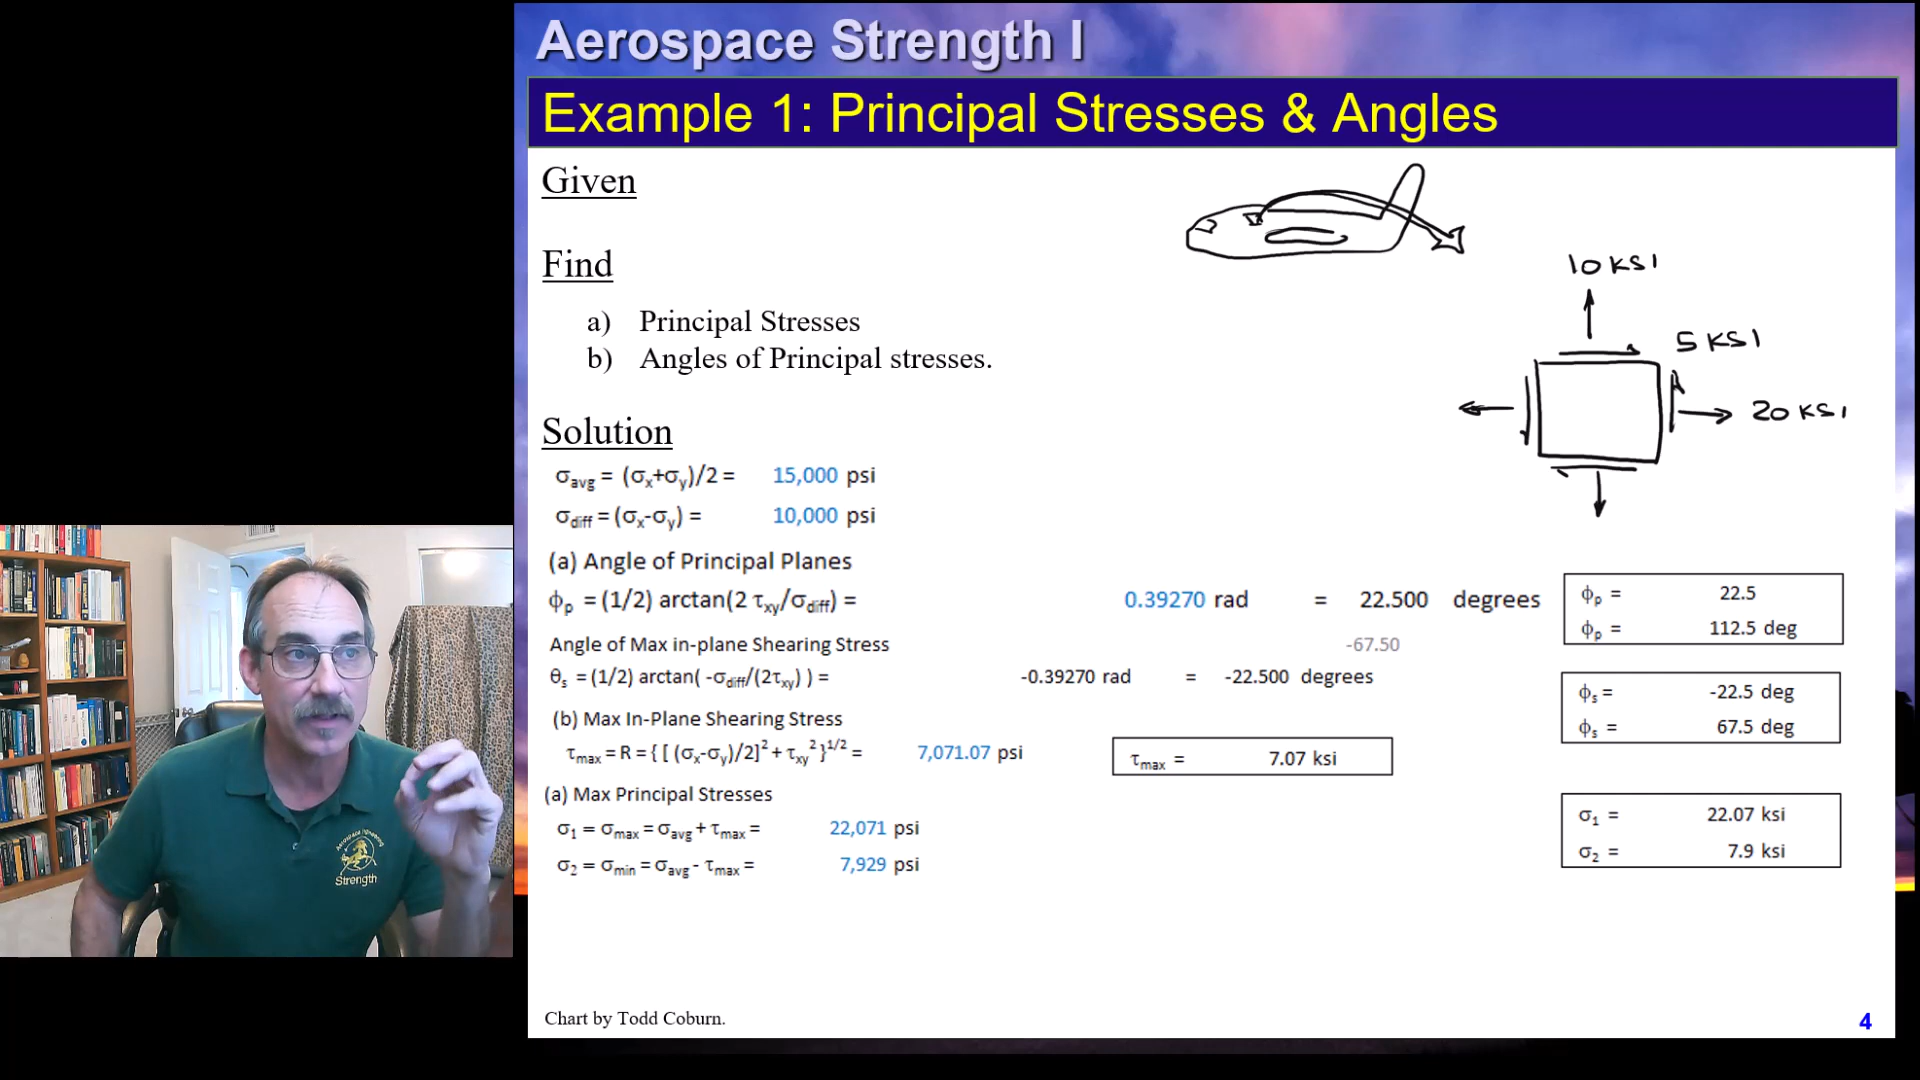 Aerospace Strength I
Example 1: Principal Stresses & Angles
Given
Find
a) Principal Stresses
b) Angles of Principal stresses.
10 KSI
5 KSI
20 KSI
Solution
σavg = (σx+σy)/2 = 15,000 psi
σdiff = (σx-σy) = 10,000 psi
(a) Angle of Principal Planes
ϕp = (1/2) arctan(2 τxy/σdiff) = 0.39270 rad = 22.500 degrees
ϕp = 22.5
ϕp = 112.5 deg
Angle of Max in-plane Shearing Stress -67.50
θs = (1/2) arctan( -σdiff/(2τxy) ) = -0.39270 rad = -22.500 degrees
ϕs = -22.5 deg
ϕs = 67.5 deg
(b) Max In-Plane Shearing Stress
τmax = R = { [ (σx-σy)/2]² + τxy² }^1/2 = 7,071.07 psi
τmax = 7.07 ksi
(a) Max Principal Stresses
σ1 = σmax = σavg + τmax = 22,071 psi
σ2 = σmin = σavg - τmax = 7,929 psi
σ1 = 22.07 ksi
σ2 = 7.9 ksi
Aerospace Engineering
Strength
Chart by Todd Coburn.
4